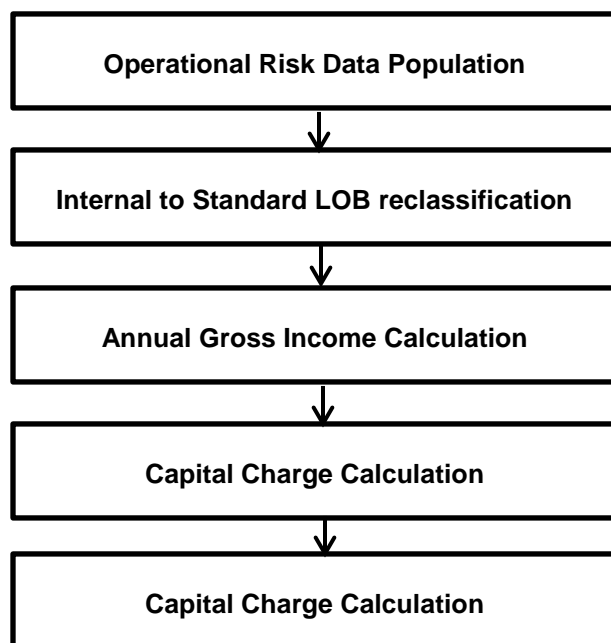 Operational Risk Data Population
Internal to Standard LOB reclassification
Annual Gross Income Calculation
Capital Charge Calculation
Capital Charge Calculation